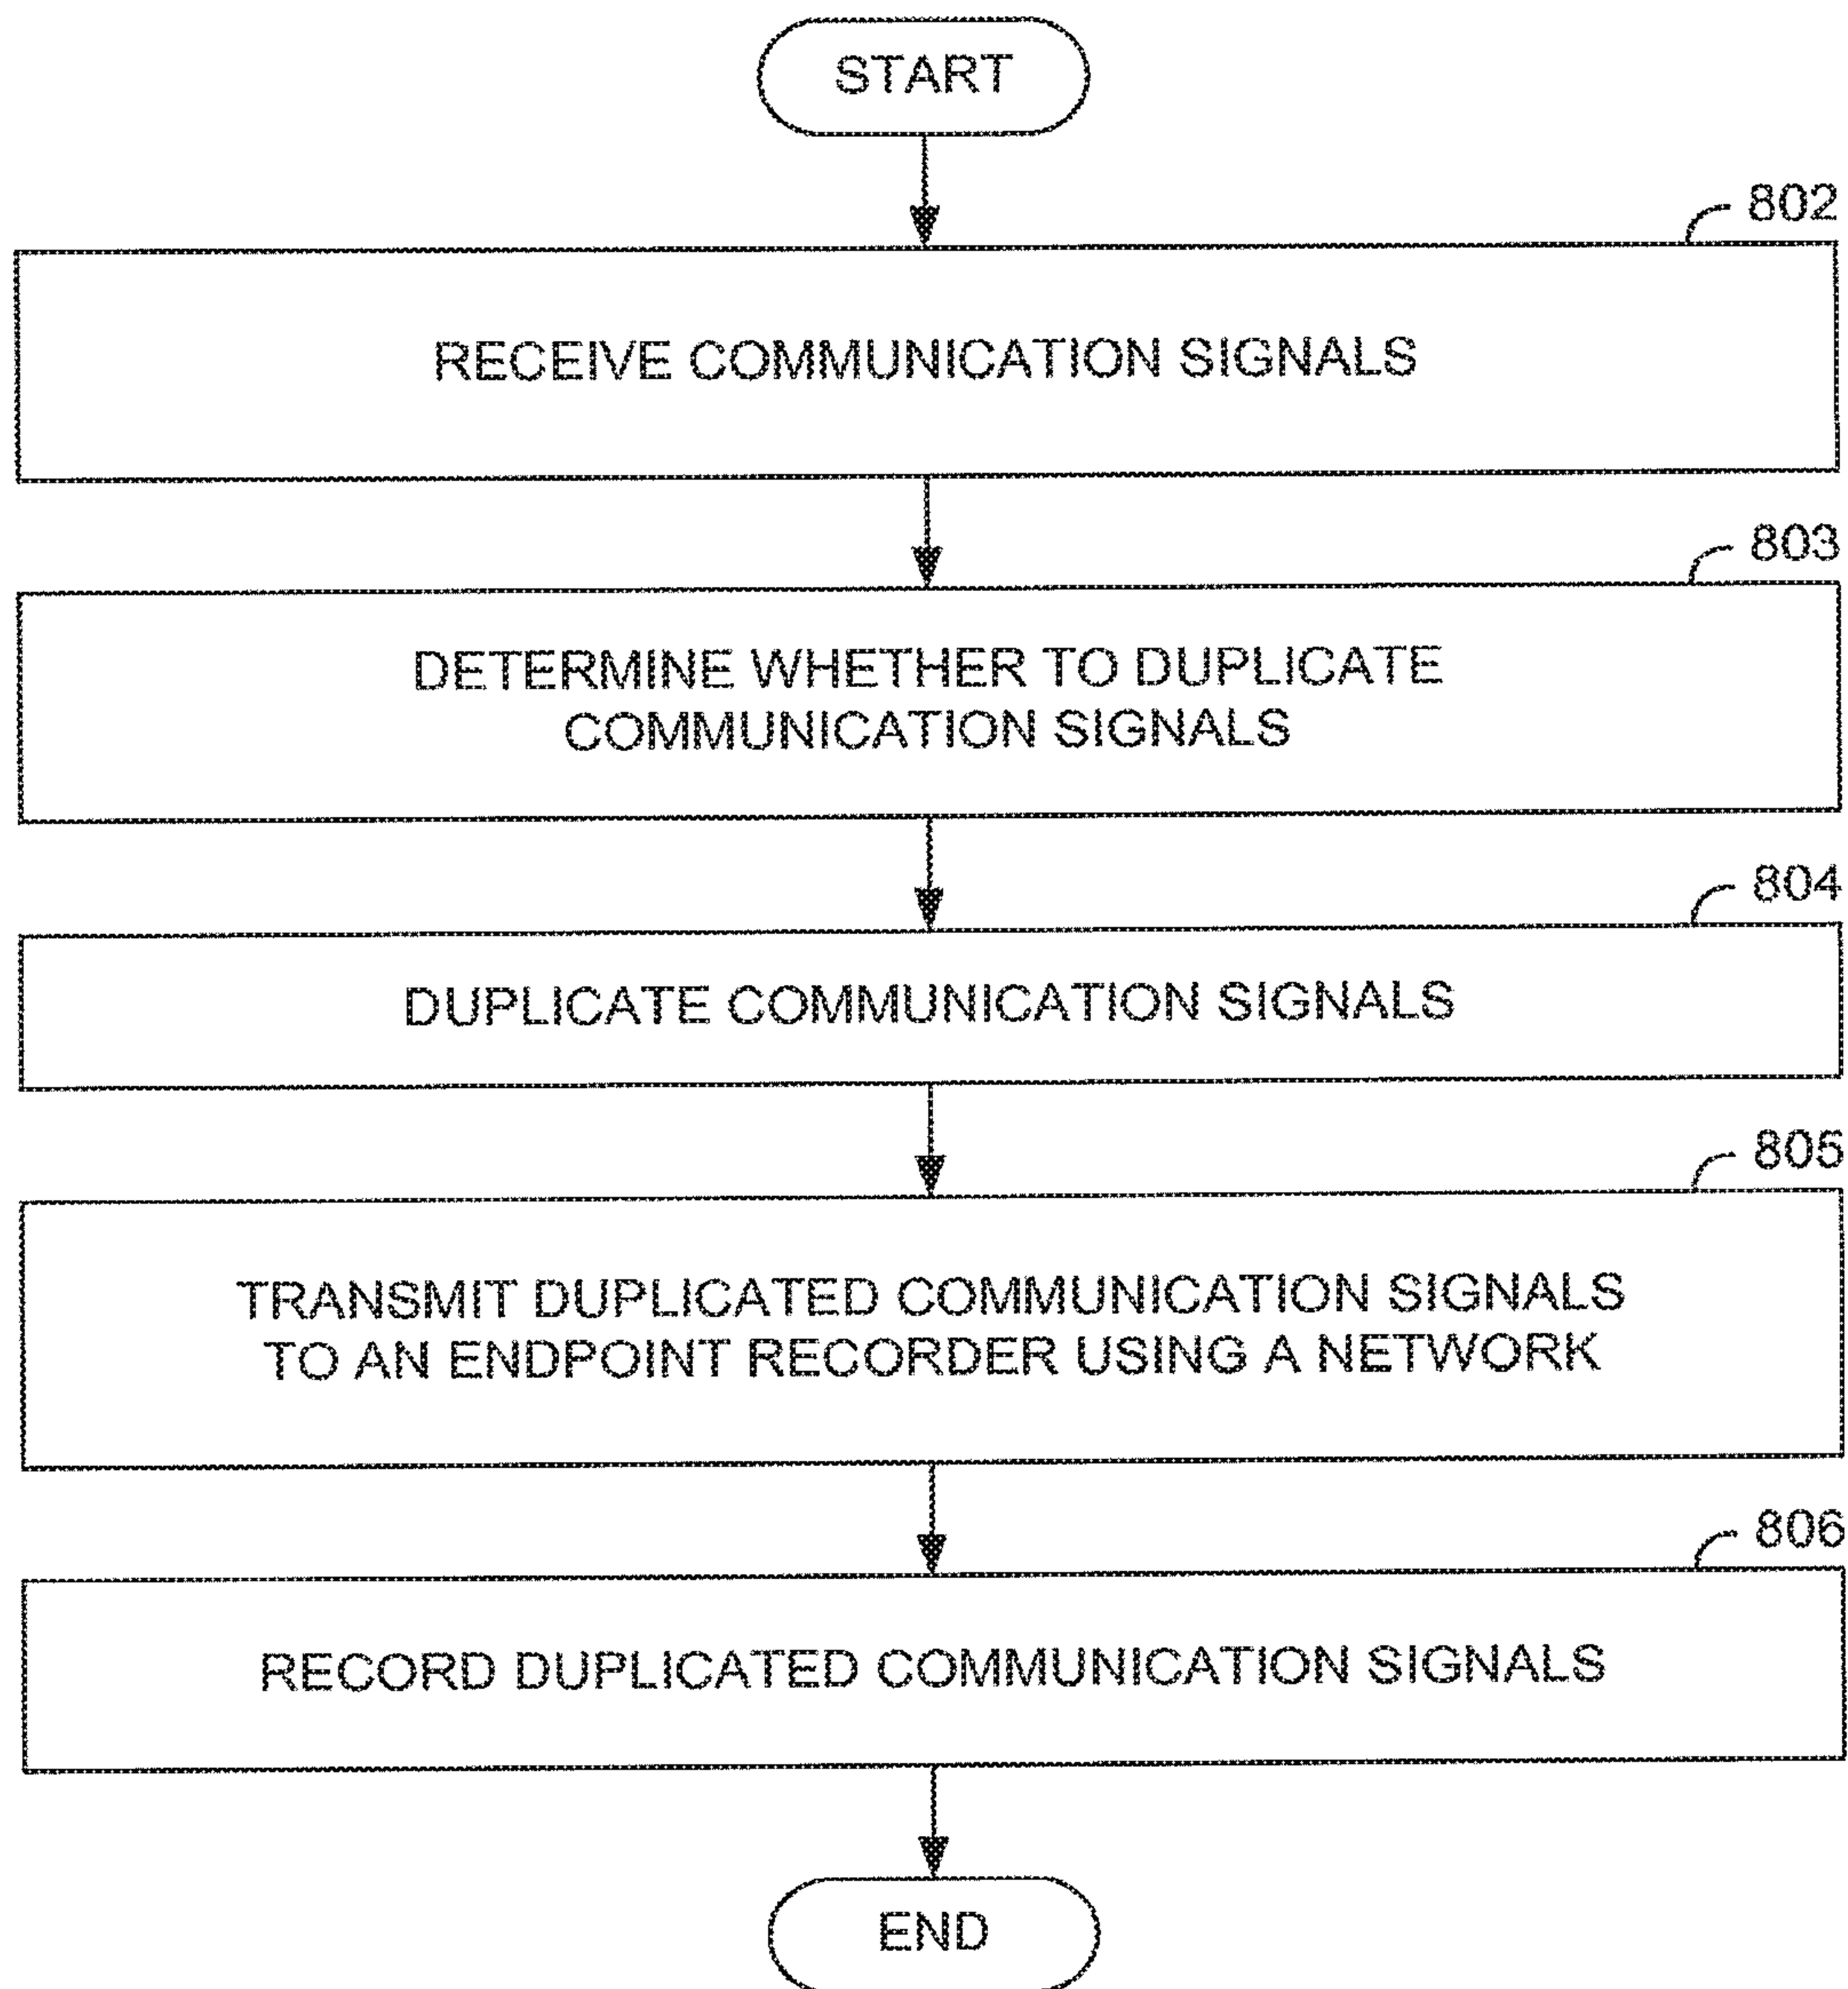 START
802
RECEIVE COMMUNICATION SIGNALS
803
DETERMINE WHETHER TO DUPLICATE
COMMUNICATION SIGNALS
804
DUPLICATE COMMUNICATION SIGNALS
805
TRANSMIT DUPLICATED COMMUNICATION SIGNALS
TO AN ENDPOINT RECORDER USING A NETWORK
806
RECORD DUPLICATED COMMUNICATION SIGNALS
END